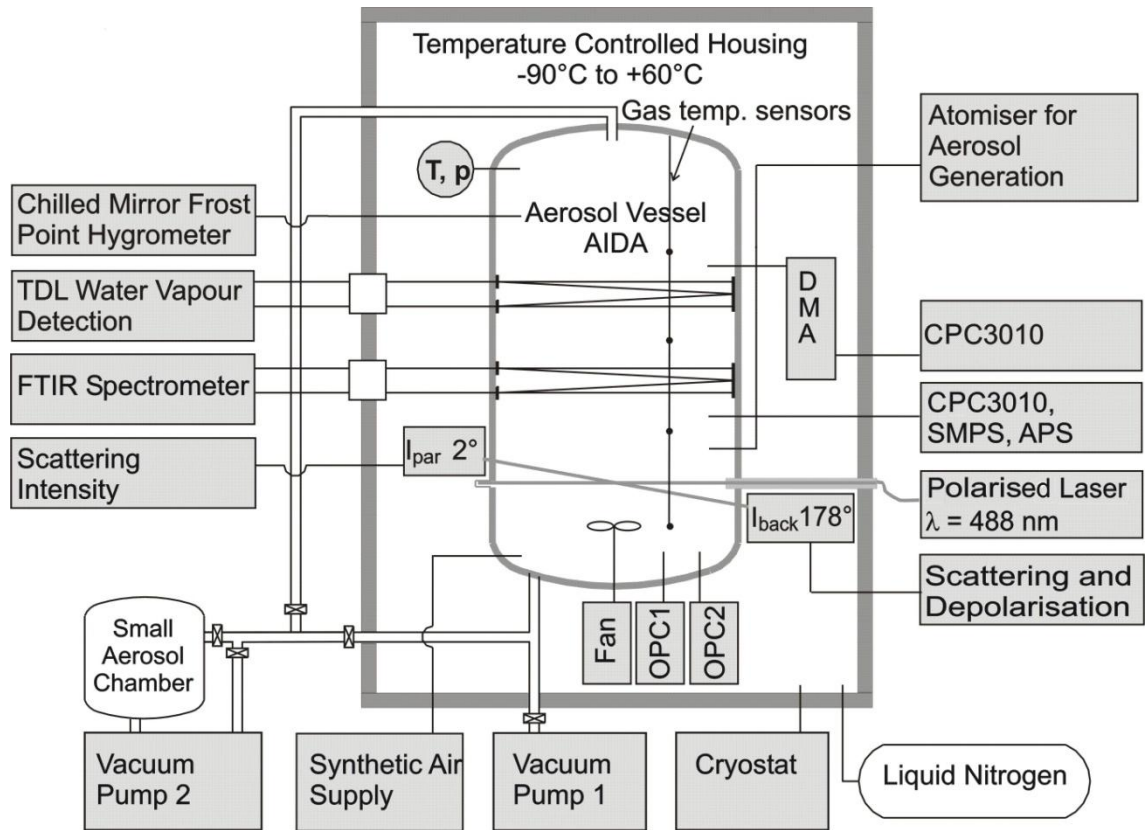 Temperature Controlled Housing
-90°C to +60°C
Gas temp. sensors
T, p
Aerosol Vessel
AIDA
Atomiser for
Aerosol
Generation
Chilled Mirror Frost
Point Hygrometer
TDL Water Vapour
Detection
FTIR Spectrometer
Scattering
Intensity
D
M
A
CPC3010
CPC3010,
SMPS, APS
Ipar 2°
Iback 178°
Polarised Laser
λ = 488 nm
Scattering and
Depolarisation
Fan
OPC1
OPC2
Small
Aerosol
Chamber
Vacuum
Pump 2
Synthetic Air
Supply
Vacuum
Pump 1
Cryostat
Liquid Nitrogen